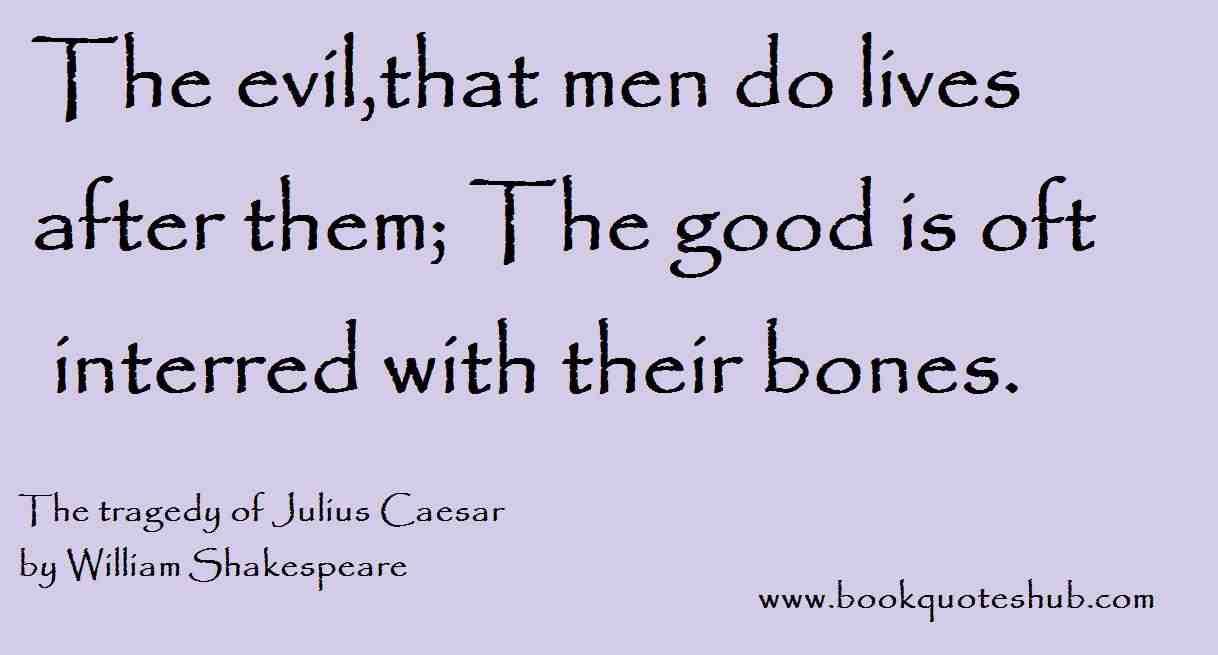 The evil,that men do lives
after them; The good is oft
interred with their bones.
The tragedy of Julius Caesar
by William Shakespeare
www.bookquoteshub.com